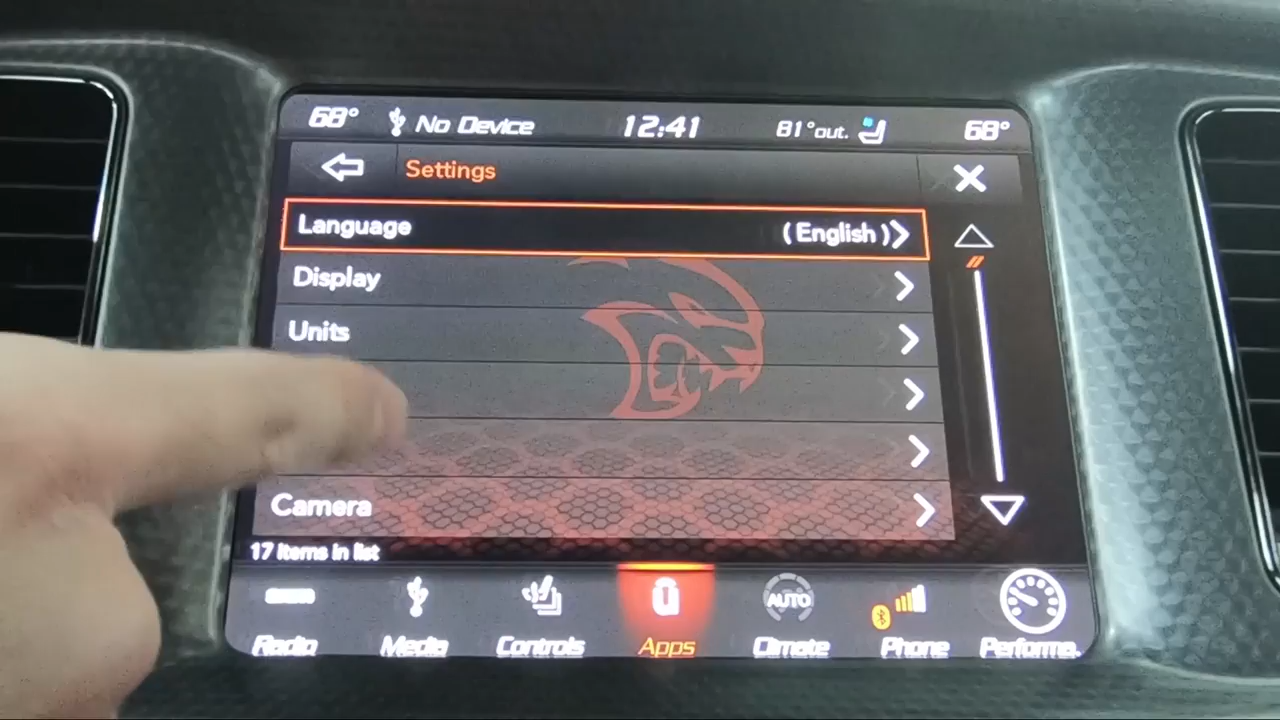 68° No Device 12:41 81°out. 68°
Settings
Language (English)
Display
Units
Camera
17 items in list
Radio Media Controls Apps Climate Phone Performa.
AUTO